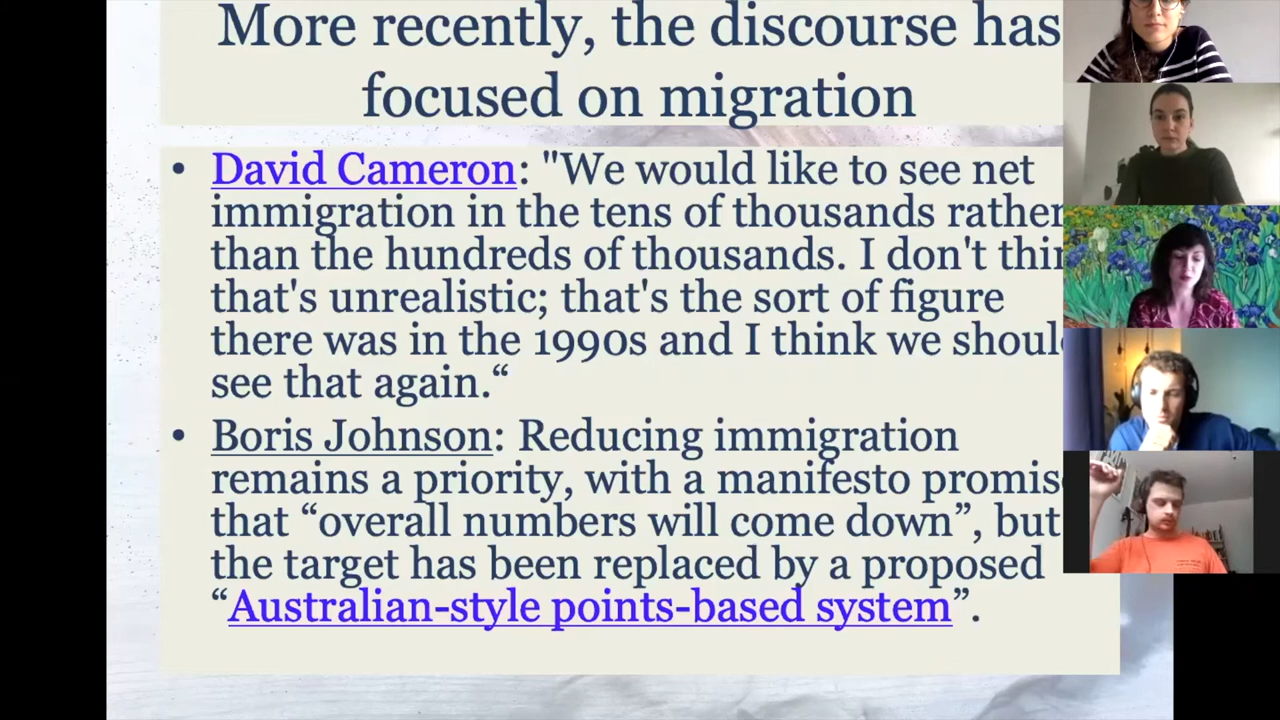 More recently, the discourse has
focused on migration
• David Cameron: "We would like to see net
immigration in the tens of thousands rather
than the hundreds of thousands. I don't thin
that's unrealistic; that's the sort of figure
there was in the 1990s and I think we shoul
see that again.“
• Boris Johnson: Reducing immigration
remains a priority, with a manifesto promis
that “overall numbers will come down”, but
the target has been replaced by a proposed
“Australian-style points-based system”.